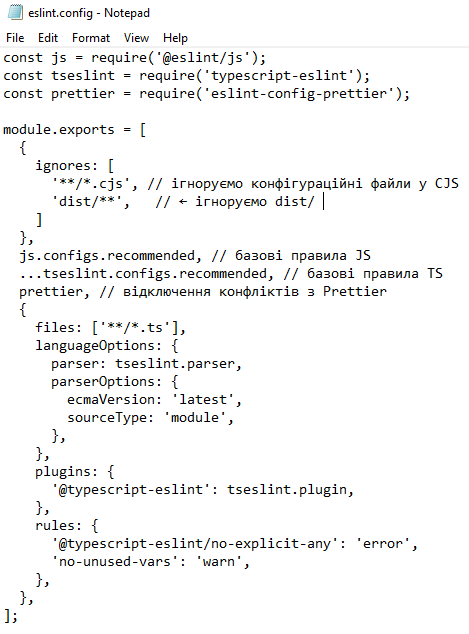 eslint.config - Notepad
File Edit Format View Help
const js = require('@eslint/js');
const tseslint = require('typescript-eslint');
const prettier = require('eslint-config-prettier');

module.exports = [
  {
    ignores: [
      '**/*.cjs', // ігноруємо конфігураційні файли у CJS
      'dist/**',   // ← ігноруємо dist/
    ]
  },
  js.configs.recommended, // базові правила JS
  ...tseslint.configs.recommended, // базові правила TS
  prettier, // відключення конфліктів з Prettier
  {
    files: ['**/*.ts'],
    languageOptions: {
      parser: tseslint.parser,
      parserOptions: {
        ecmaVersion: 'latest',
        sourceType: 'module',
      },
    },
    plugins: {
      '@typescript-eslint': tseslint.plugin,
    },
    rules: {
      '@typescript-eslint/no-explicit-any': 'error',
      'no-unused-vars': 'warn',
    },
  },
];